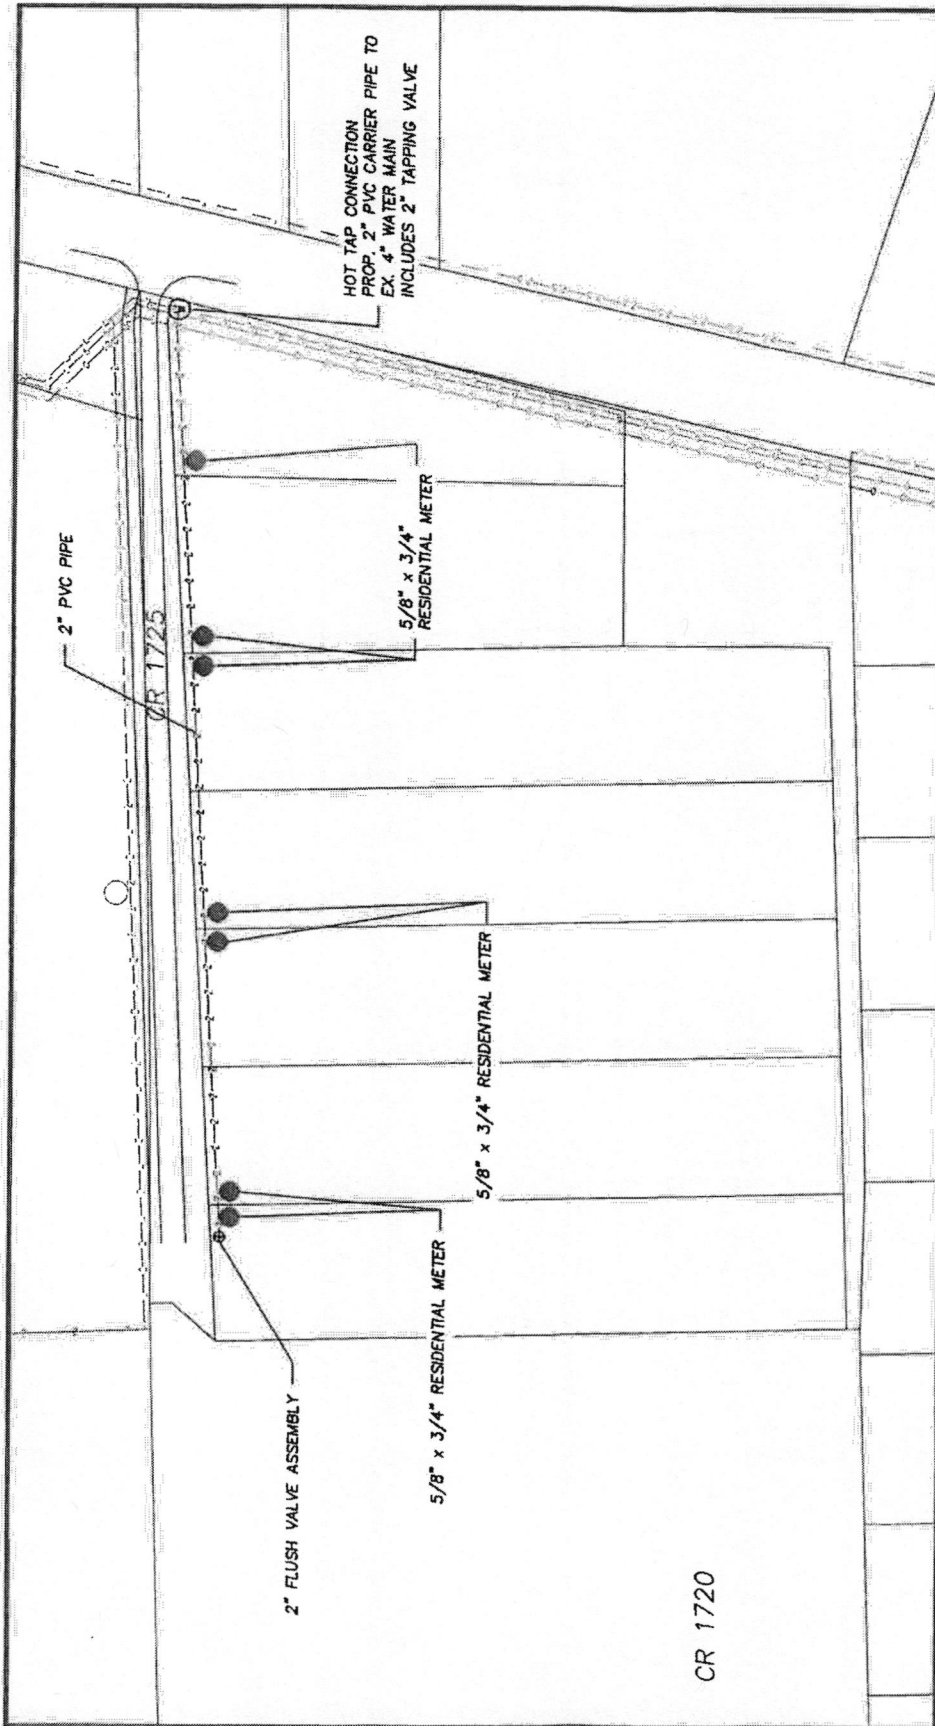 HOT TAP CONNECTION
PROP. 2" PVC CARRIER PIPE TO
EX. 4" WATER MAIN
INCLUDES 2" TAPPING VALVE
2" PVC PIPE
CR 1725
5/8" x 3/4"
RESIDENTIAL METER
5/8" x 3/4" RESIDENTIAL METER
5/8" x 3/4" RESIDENTIAL METER
2" FLUSH VALVE ASSEMBLY
CR 1720